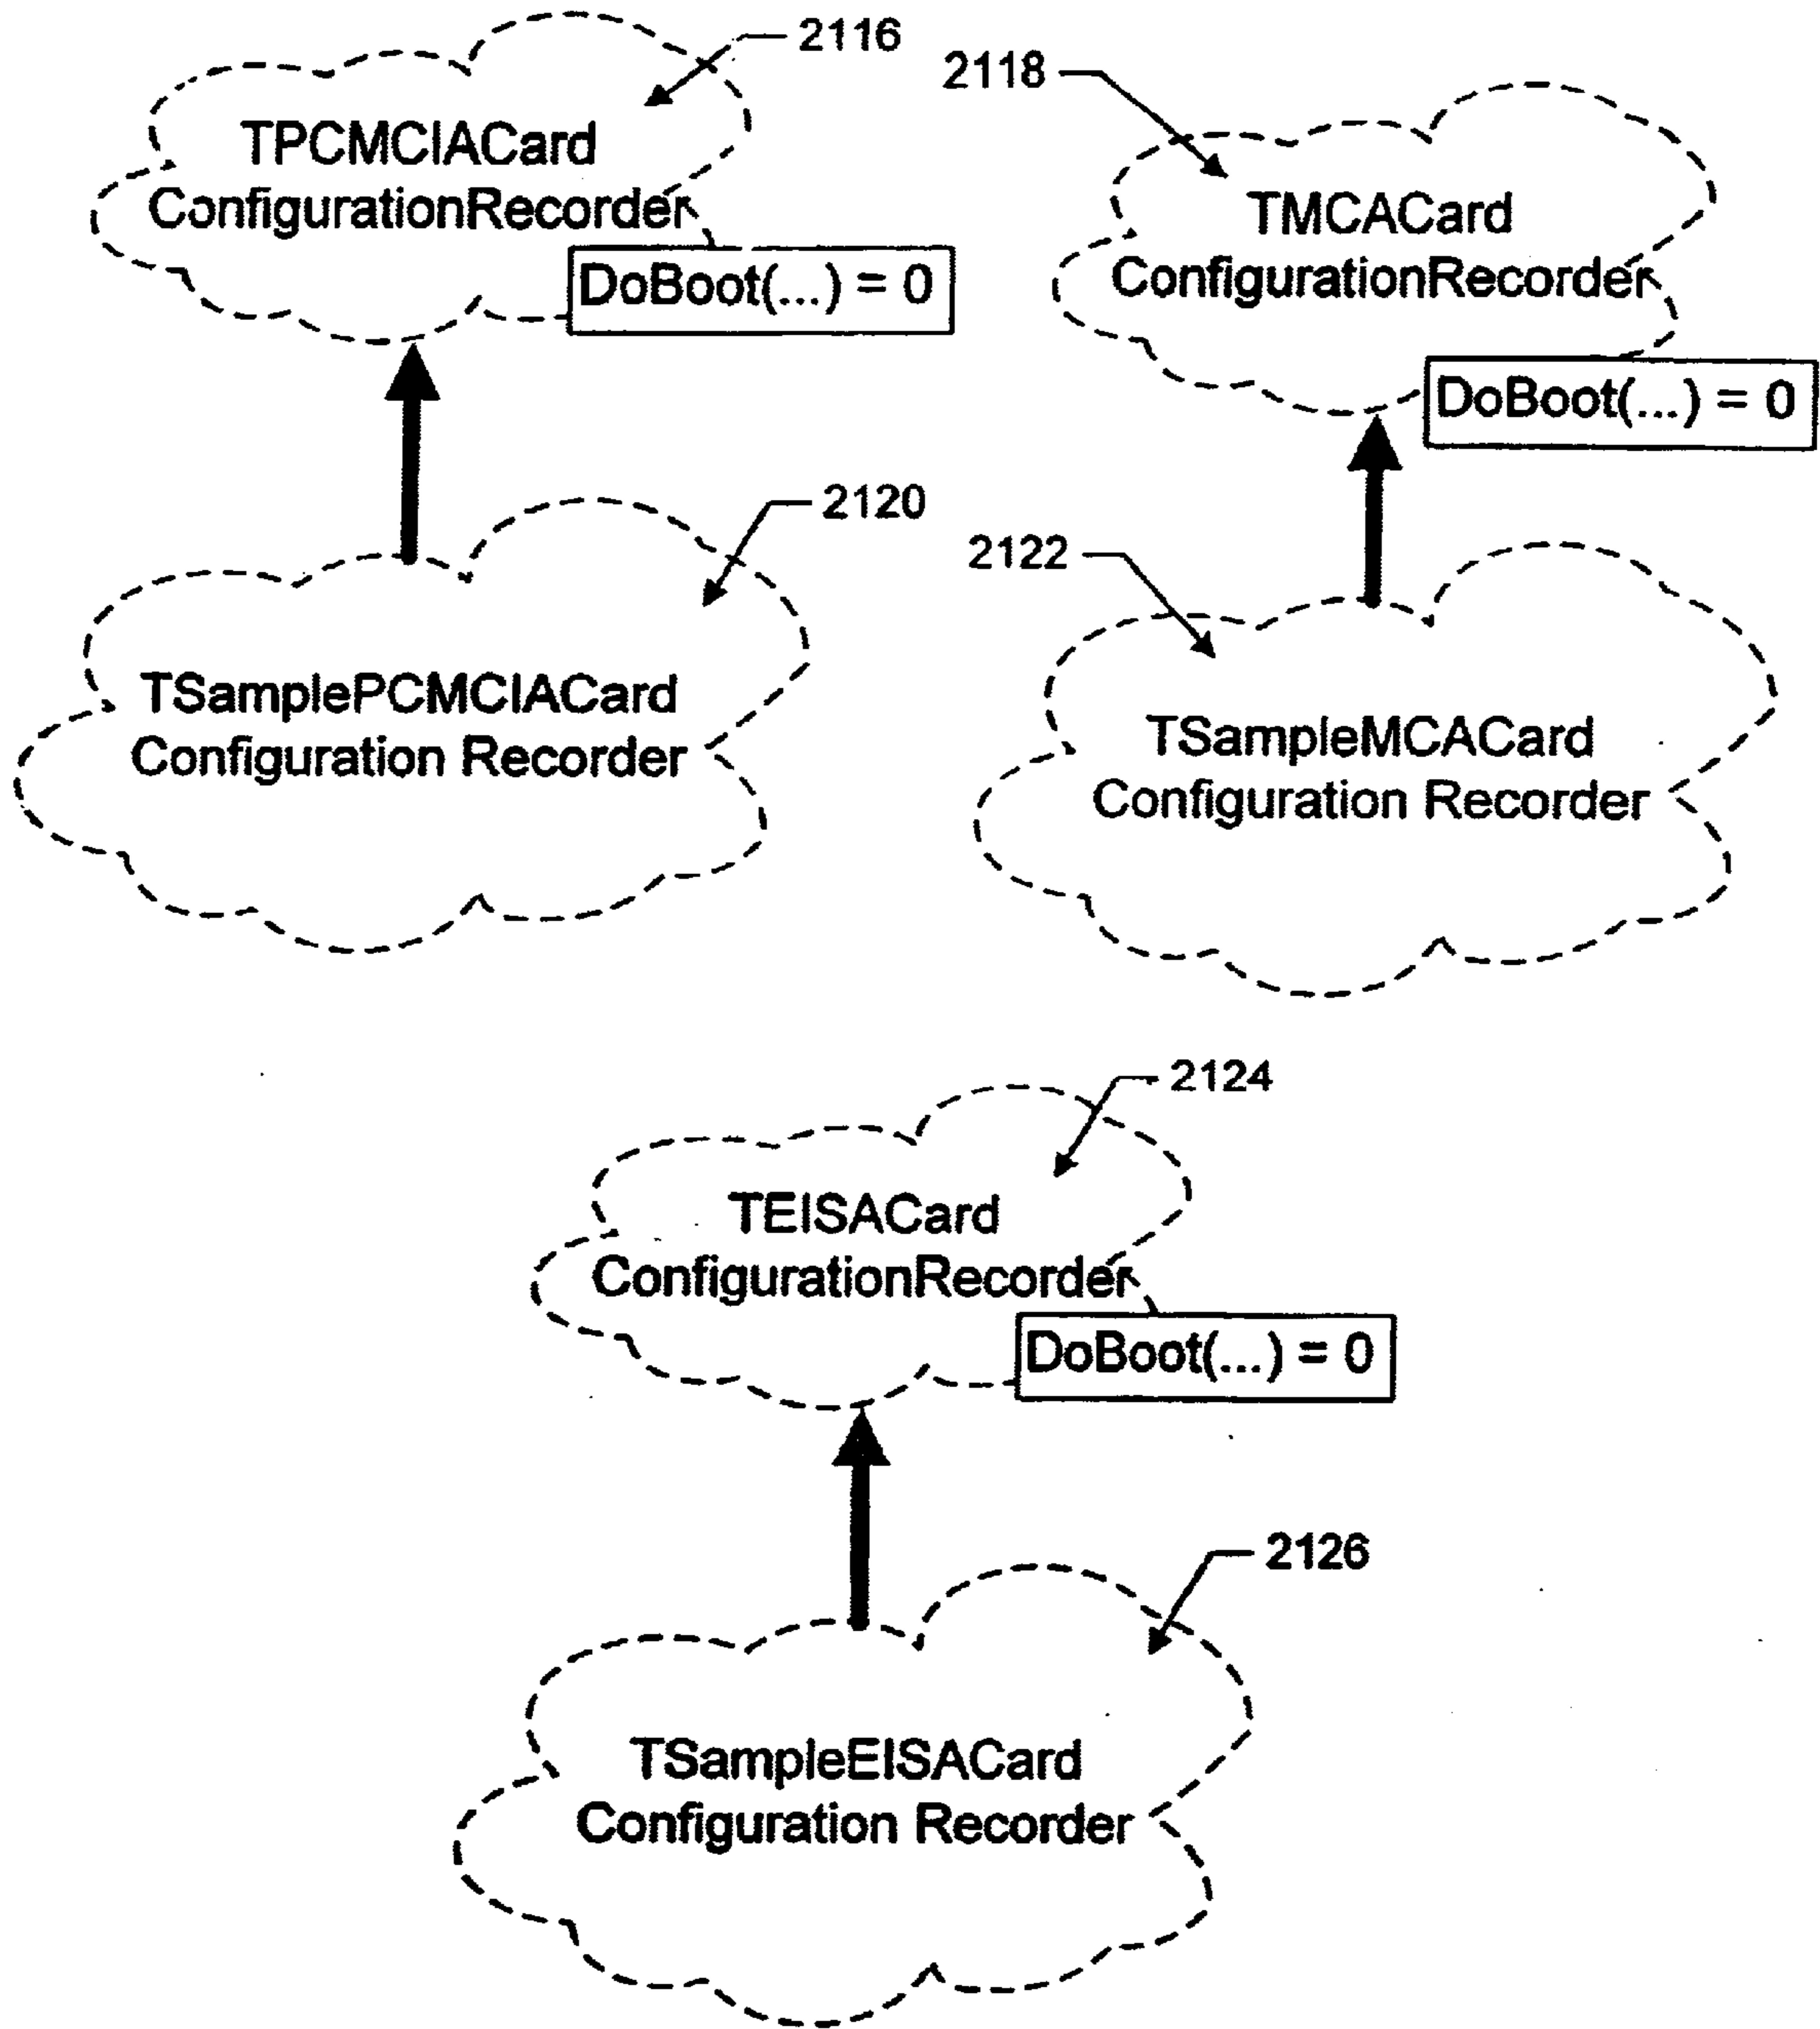 2116
TPCMCIACard
ConfigurationRecorder
DoBoot(...) = 0
2118
TMCACard
ConfigurationRecorder
DoBoot(...) = 0
2120
TSamplePCMCIACard
Configuration Recorder
2122
TSampleMCACard
Configuration Recorder
2124
TEISACard
ConfigurationRecorder
DoBoot(...) = 0
2126
TSampleEISACard
Configuration Recorder